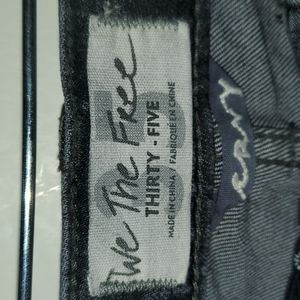 We The Free
THIRTY - FIVE
MADE IN CHINA / FABRIQUÉ EN CHINE